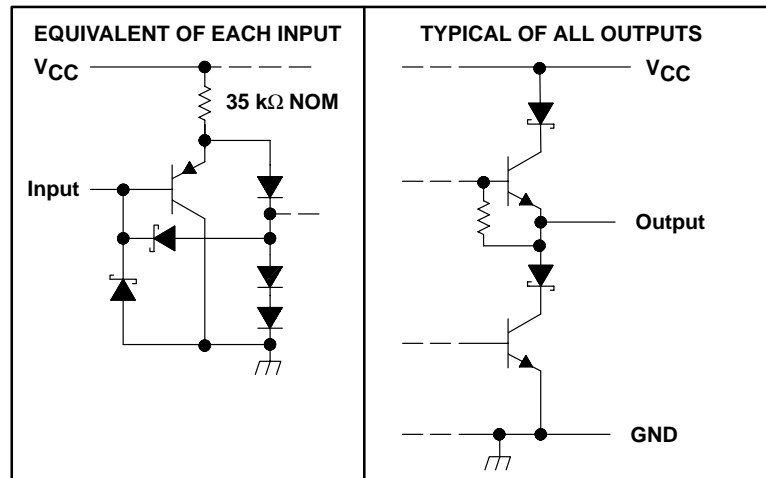 EQUIVALENT OF EACH INPUT
VCC
35 kΩ NOM
Input
TYPICAL OF ALL OUTPUTS
VCC
Output
GND